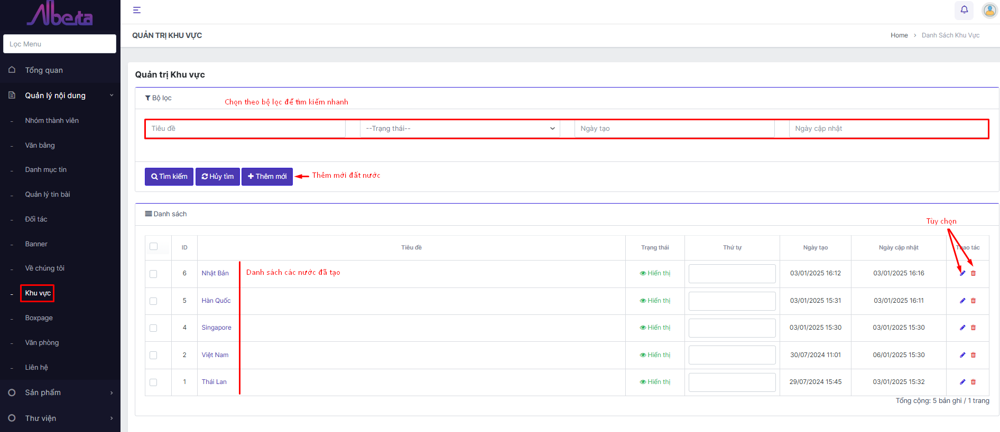 Alberta
Lọc Menu
Tổng quan
Quản lý nội dung
Nhóm thành viên
Văn bằng
Danh mục tin
Quản lý tin bài
Đối tác
Banner
Về chúng tôi
Khu vực
Boxpage
Văn phòng
Liên hệ
Sản phẩm
Thư viện
QUẢN TRỊ KHU VỰC
Home > Danh Sách Khu Vực
Quản trị Khu vực
Bộ lọc
Chọn theo bộ lọc để tìm kiếm nhanh
Tiêu đề --Trạng thái-- Ngày tạo Ngày cập nhật
Tìm kiếm Hủy tìm Thêm mới
Thêm mới đất nước
Danh sách
Tùy chọn
ID Tiêu đề Trạng thái Thứ tự Ngày tạo Ngày cập nhật Thao tác
6 Nhật Bản Danh sách các nước đã tạo Hiển thị 03/01/2025 16:12 03/01/2025 16:16
5 Hàn Quốc Hiển thị 03/01/2025 15:31 03/01/2025 16:11
4 Singapore Hiển thị 03/01/2025 15:30 03/01/2025 15:30
2 Việt Nam Hiển thị 30/07/2024 11:01 06/01/2025 15:30
1 Thái Lan Hiển thị 29/07/2024 15:45 03/01/2025 15:32
Tổng cộng: 5 bản ghi / 1 trang